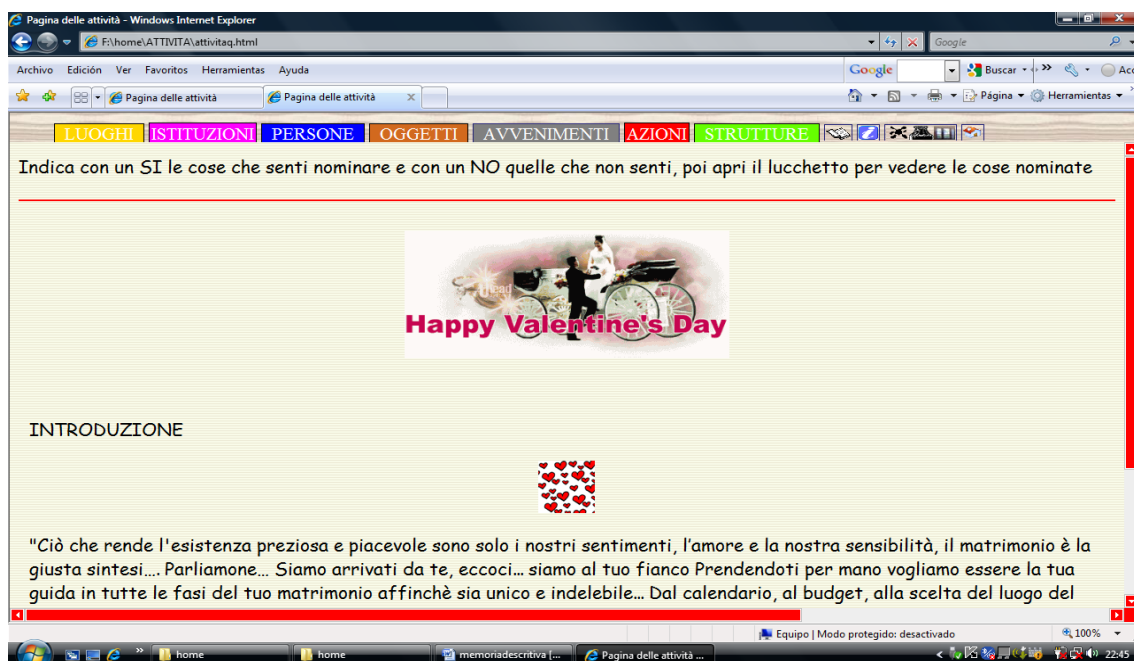 Pagina delle attività - Windows Internet Explorer
F:\home\ATTIVITA\attivitaq.html
Google
Archivo Edición Ver Favoritos Herramientas Ayuda
Google Buscar
Pagina delle attività Pagina delle attività
Página Herramientas
LUOGHI ISTITUZIONI PERSONE OGGETTI AVVENIMENTI AZIONI STRUTTURE
Indica con un SI le cose che senti nominare e con un NO quelle che non senti, poi apri il lucchetto per vedere le cose nominate
Happy Valentine's Day
INTRODUZIONE
"Ciò che rende l'esistenza preziosa e piacevole sono solo i nostri sentimenti, l'amore e la nostra sensibilità, il matrimonio è la
giusta sintesi.... Parliamone... Siamo arrivati da te, eccoci... siamo al tuo fianco Prendendoti per mano vogliamo essere la tua
guida in tutte le fasi del tuo matrimonio affinchè sia unico e indelebile... Dal calendario, al budget, alla scelta del luogo del
Equipo | Modo protegido: desactivado 100%
home home memoriadescritiva [... Pagina delle attività ... 22:45